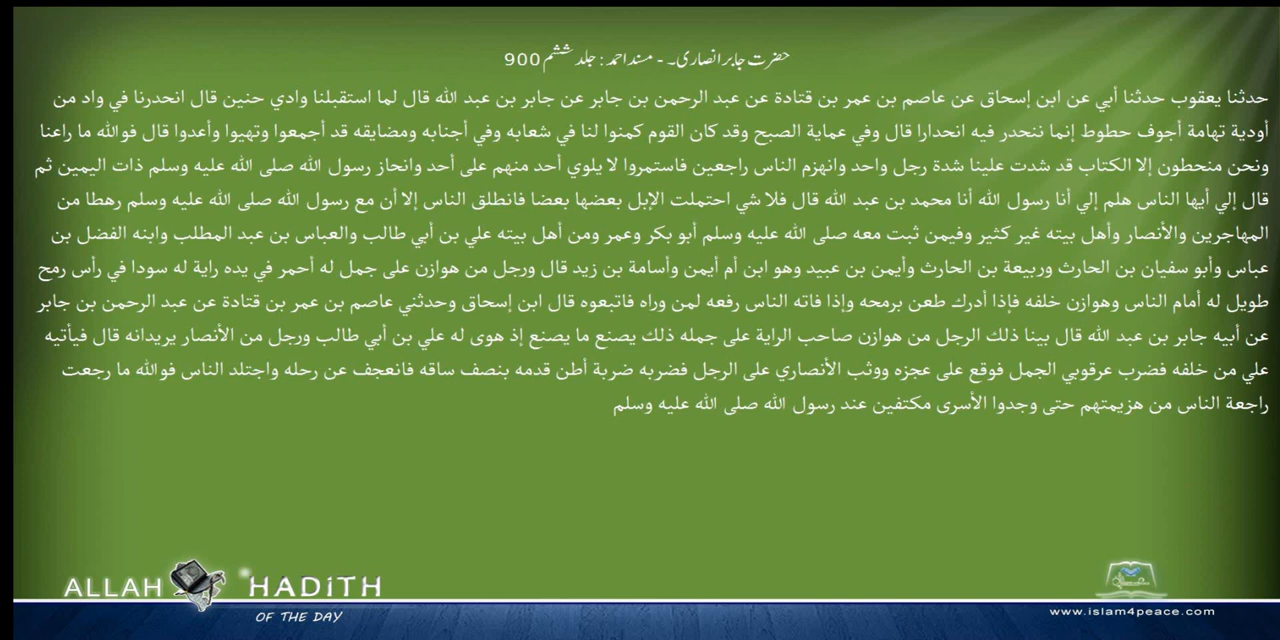 حضرت جابر انصاری۔۔ - مسند احمد : جلد ششم 900
حدثنا يعقوب حدثنا أبي عن ابن إسحاق عن عاصم بن عمر بن قتادة عن عبد الرحمن بن جابر عن جابر بن عبد الله قال لما استقبلنا وادي حنين قال انحدرنا في واد من
أودية تهامة أجوف حطوط إنما ننحدر فيه انحدارا قال وفي عماية الصبح وقد كان القوم كمنوا لنا في شعابه وفي أجنابه ومضايقه قد أجمعوا وتهيوا وأعدوا قال فوالله ما راعنا
ونحن منحطون إلا الكتاب قد شدت علينا شدة رجل واحد وانهزم الناس راجعين فاستمروا لا يلوي أحد منهم على أحد وانحاز رسول الله صلى الله عليه وسلم ذات اليمين ثم
قال إلي أيها الناس هلم إلي أنا رسول الله أنا محمد بن عبد الله قال فلا شي احتملت الإبل بعضها بعضا فانطلق الناس إلا أن مع رسول الله صلى الله عليه وسلم رهطا من
المهاجرين والأنصار وأهل بيته غير كثير وفيمن ثبت معه صلى الله عليه وسلم أبو بكر وعمر ومن أهل بيته علي بن أبي طالب والعباس بن عبد المطلب وابنه الفضل بن
عباس وأبو سفيان بن الحارث وربيعة بن الحارث وأيمن بن عبيد وهو ابن أم أيمن وأسامة بن زيد قال ورجل من هوازن على جمل له أحمر في يده راية له سودا في رأس رمح
طويل له أمام الناس وهوازن خلفه فإذا أدرك طعن برمحه وإذا فاته الناس رفعه لمن وراه فاتبعوه قال ابن إسحاق وحدثني عاصم بن عمر بن قتادة عن عبد الرحمن بن جابر
عن أبيه جابر بن عبد الله قال بينا ذلك الرجل من هوازن صاحب الراية على جمله ذلك يصنع ما يصنع إذ هوى له علي بن أبي طالب ورجل من الأنصار يريدانه قال فيأتيه
علي من خلفه فضرب عرقوبي الجمل فوقع على عجزه ووثب الأنصاري على الرجل فضربه ضربة أطن قدمه بنصف ساقه فانعجف عن رحله واجتلد الناس فوالله ما رجعت
راجعة الناس من هزيمتهم حتى وجدوا الأسرى مكتفين عند رسول الله صلى الله عليه وسلم
ALLAH HADITH
OF THE DAY
www.islam4peace.com